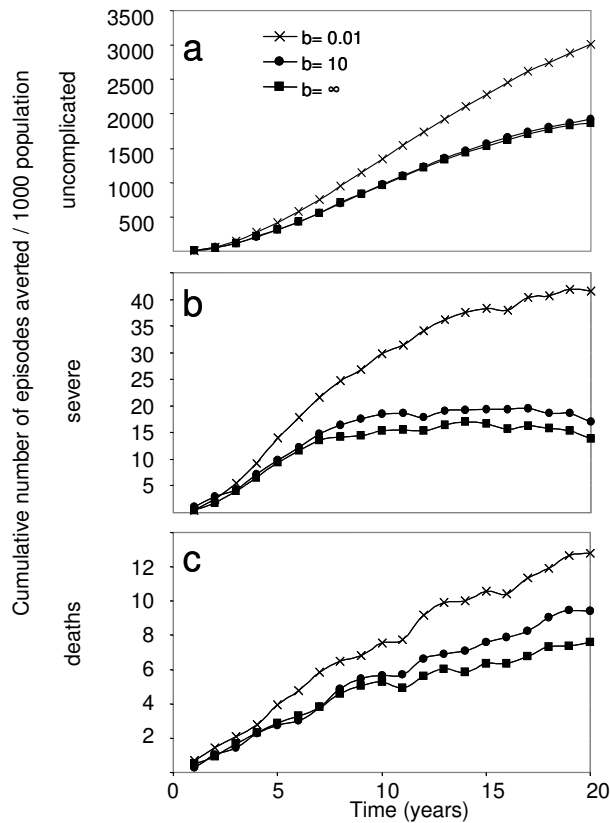 Cumulative number of episodes averted / 1000 population
uncomplicated
3500
3000
2500
2000
1500
1000
500
a
b= 0.01
b= 10
b= ∞
severe
40
35
30
25
20
15
10
5
b
deaths
12
10
8
6
4
2
c
0
5
10
15
20
Time (years)